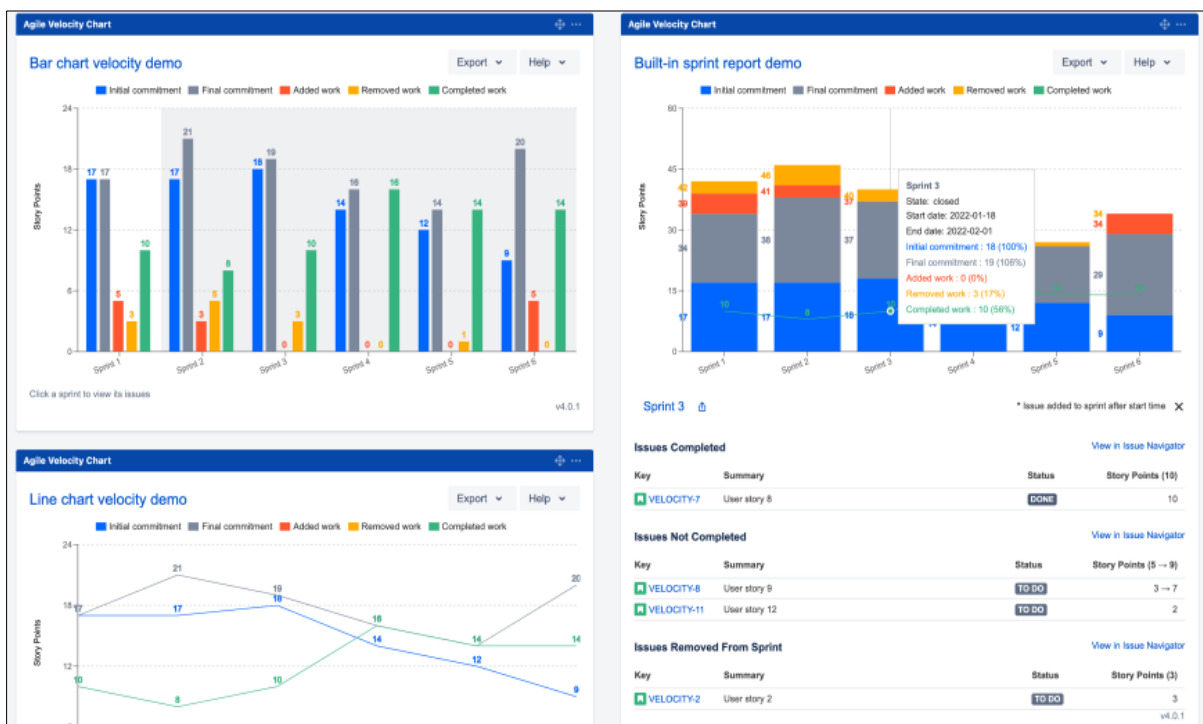 Agile Velocity Chart
Bar chart velocity demo
Export
Help
Initial commitment Final commitment Added work Removed work Completed work
Story Points
24
18
12
6
0
17 17 5 3 10
17 21 3 5 8
18 19 0 3 10
14 16 0 0 16
12 14 0 1 14
9 20 5 0 14
Sprint 1 Sprint 2 Sprint 3 Sprint 4 Sprint 5 Sprint 6
Click a sprint to view its issues
v4.0.1
Agile Velocity Chart
Line chart velocity demo
Export
Help
Initial commitment Final commitment Added work Removed work Completed work
Story Points
24
18
12
17 21 19 16 14 20
17 18 14 12 9
10 8 10 14
Agile Velocity Chart
Built-in sprint report demo
Export
Help
Initial commitment Final commitment Added work Removed work Completed work
Story Points
60
45
30
15
0
42 39 34 17 10
46 41 38 17 8
40 37 37 18 10
12
34 34 29 9
Sprint 1 Sprint 2 Sprint 3 Sprint 4 Sprint 5 Sprint 6
Sprint 3
State: closed
Start date: 2022-01-18
End date: 2022-02-01
Initial commitment : 18 (100%)
Final commitment : 19 (106%)
Added work : 0 (0%)
Removed work : 3 (17%)
Completed work : 10 (56%)
Sprint 3
* Issue added to sprint after start time
Issues Completed View in Issue Navigator
Key Summary Status Story Points (10)
VELOCITY-7 User story 8 DONE 10
Issues Not Completed View in Issue Navigator
Key Summary Status Story Points (5 → 9)
VELOCITY-8 User story 9 TO DO 3 → 7
VELOCITY-11 User story 12 TO DO 2
Issues Removed From Sprint View in Issue Navigator
Key Summary Status Story Points (3)
VELOCITY-2 User story 2 TO DO 3
v4.0.1